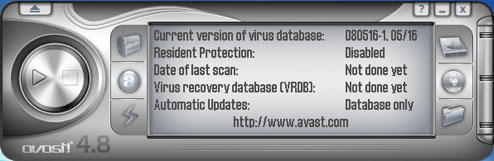 Current version of virus database: 080516-1, 05/16
Resident Protection: Disabled
Date of last scan: Not done yet
Virus recovery database (VRDB): Not done yet
Automatic Updates: Database only
http://www.avast.com
avast! 4.8